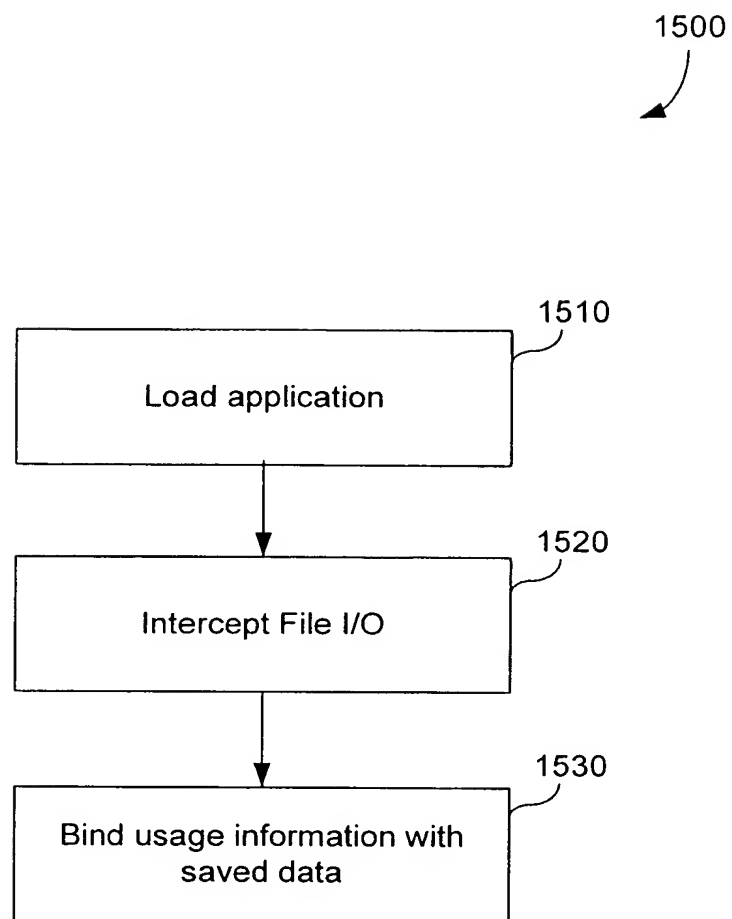 1500
1510
Load application
1520
Intercept File I/O
1530
Bind usage information with
saved data